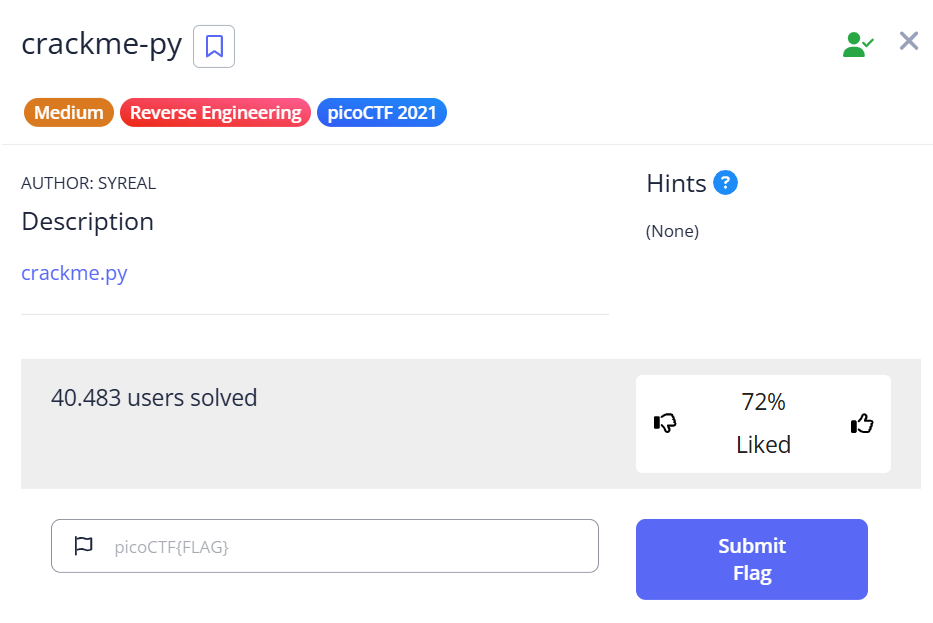 crackme-py
Medium Reverse Engineering picoCTF 2021
AUTHOR: SYREAL
Description
crackme.py
Hints ?
(None)
40.483 users solved
72%
Liked
picoCTF{FLAG}
Submit
Flag